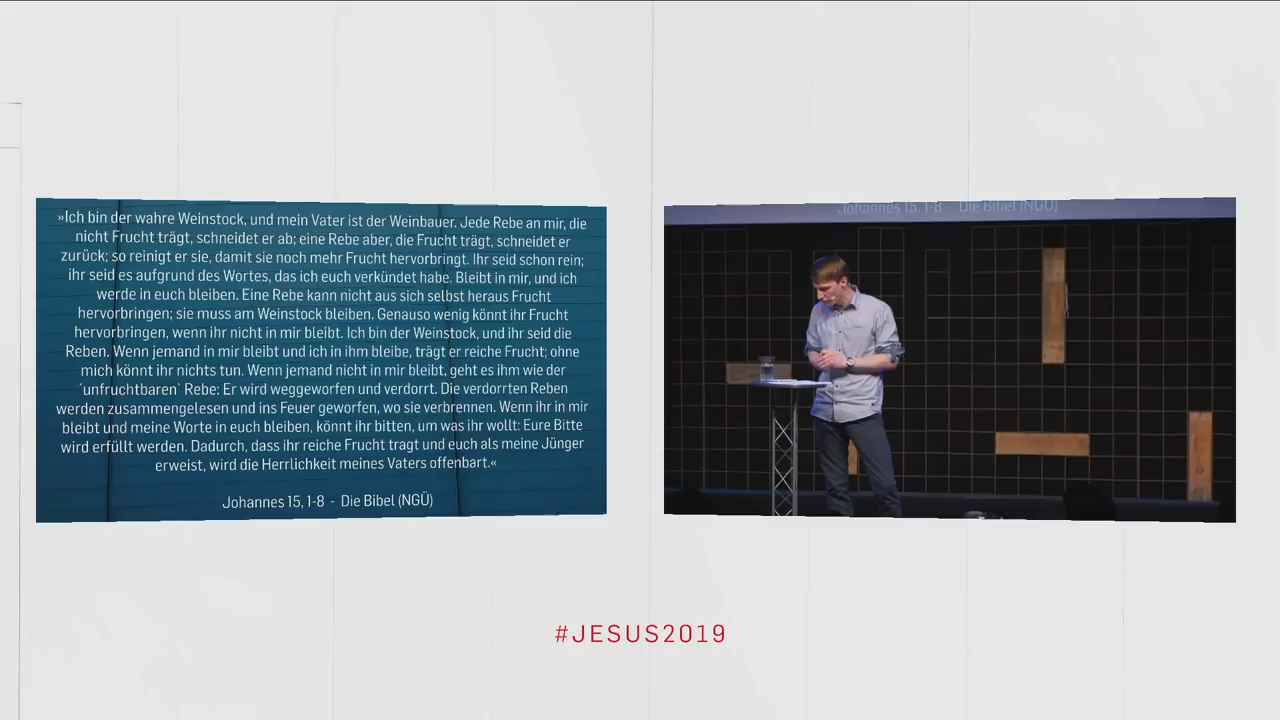 »Ich bin der wahre Weinstock, und mein Vater ist der Weinbauer. Jede Rebe an mir, die
nicht Frucht trägt, schneidet er ab; eine Rebe aber, die Frucht trägt, schneidet er
zurück; so reinigt er sie, damit sie noch mehr Frucht hervorbringt. Ihr seid schon rein;
ihr seid es aufgrund des Wortes, das ich euch verkündet habe. Bleibt in mir, und ich
werde in euch bleiben. Eine Rebe kann nicht aus sich selbst heraus Frucht
hervorbringen; sie muss am Weinstock bleiben. Genauso wenig könnt ihr Frucht
hervorbringen, wenn ihr nicht in mir bleibt. Ich bin der Weinstock, und ihr seid die
Reben. Wenn jemand in mir bleibt und ich in ihm bleibe, trägt er reiche Frucht; ohne
mich könnt ihr nichts tun. Wenn jemand nicht in mir bleibt, geht es ihm wie der
´unfruchtbaren` Rebe: Er wird weggeworfen und verdorrt. Die verdorrten Reben
werden zusammengelesen und ins Feuer geworfen, wo sie verbrennen. Wenn ihr in mir
bleibt und meine Worte in euch bleiben, könnt ihr bitten, um was ihr wollt: Eure Bitte
wird erfüllt werden. Dadurch, dass ihr reiche Frucht tragt und euch als meine Jünger
erweist, wird die Herrlichkeit meines Vaters offenbart.«
Johannes 15, 1-8 - Die Bibel (NGÜ)
Johannes 15, 1-8 - Die Bibel (NGÜ)
#JESUS2019